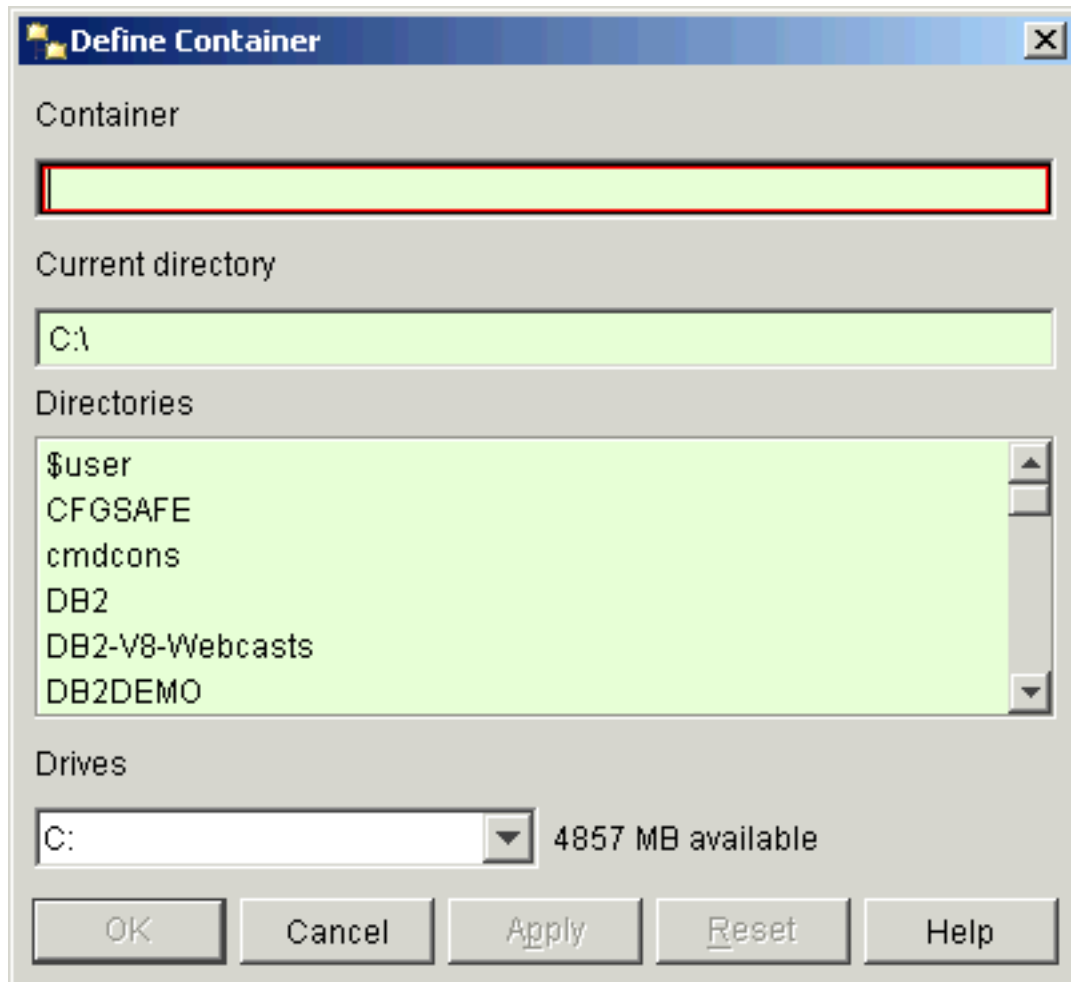 Define Container
Container
Current directory
C:\
Directories
$user
CFGSAFE
cmdcons
DB2
DB2-V8-Webcasts
DB2DEMO
Drives
C: 4857 MB available
OK Cancel Apply Reset Help